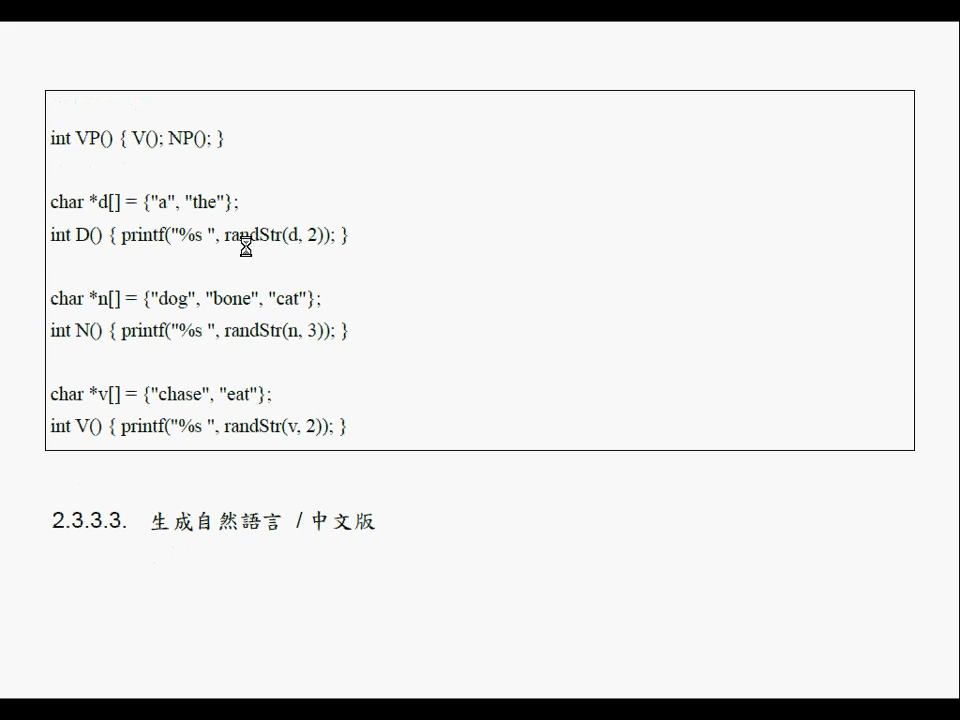 int VP() { V(); NP(); }
char *d[] = {"a", "the"};
int D() { printf("%s ", randStr(d, 2)); }
char *n[] = {"dog", "bone", "cat"};
int N() { printf("%s ", randStr(n, 3)); }
char *v[] = {"chase", "eat"};
int V() { printf("%s ", randStr(v, 2)); }
2.3.3.3. 生成自然語言 / 中文版